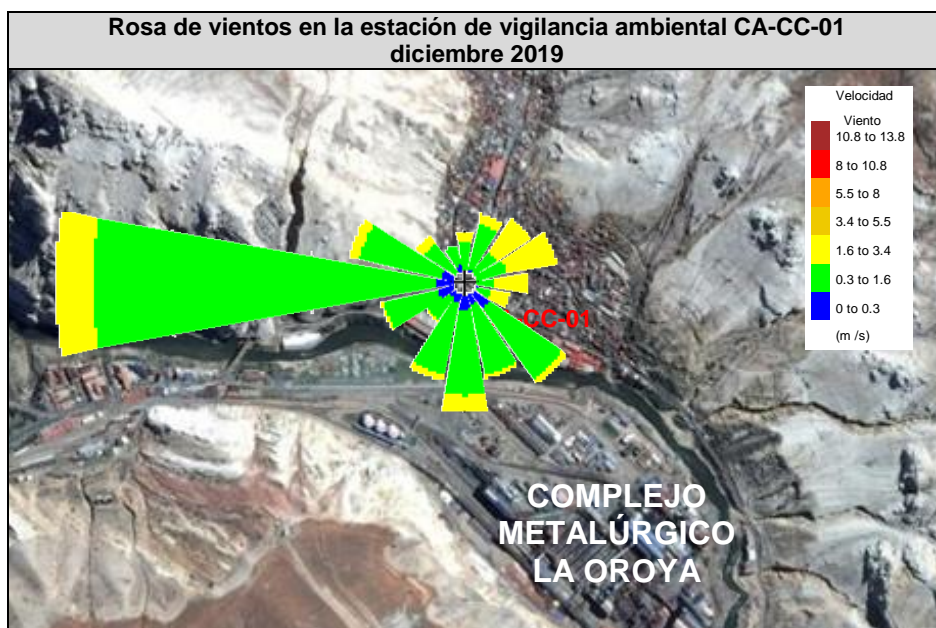 Rosa de vientos en la estación de vigilancia ambiental CA-CC-01
diciembre 2019
Velocidad
Viento
10.8 to 13.8
8 to 10.8
5.5 to 8
3.4 to 5.5
1.6 to 3.4
0.3 to 1.6
0 to 0.3
(m /s)
CC-01
COMPLEJO
METALÚRGICO
LA OROYA